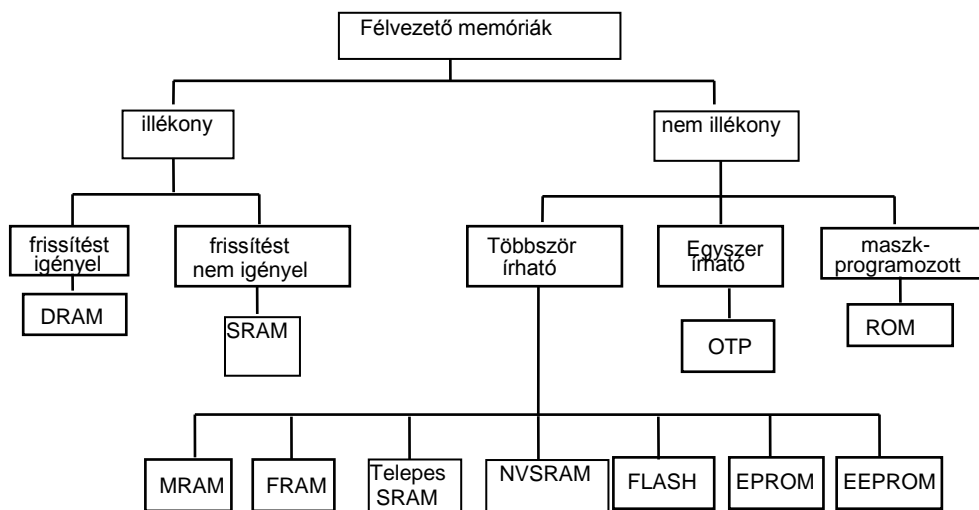 Félvezető memóriák
illékony
nem illékony
frissítést
igényel
frissítést
nem igényel
Többször
írható
Egyszer
írható
maszk-
programozott
DRAM
SRAM
OTP
ROM
MRAM
FRAM
Telepes
SRAM
NVSRAM
FLASH
EPROM
EEPROM